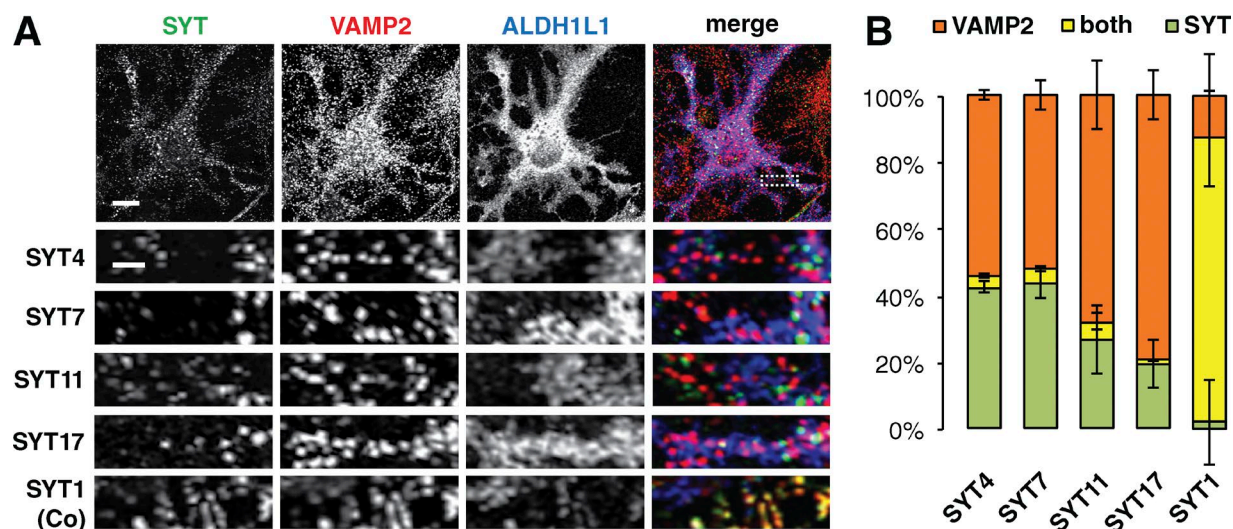 A
SYT VAMP2 ALDH1L1 merge
SYT4
SYT7
SYT11
SYT17
SYT1
(Co)
B
VAMP2 both SYT
100%
80%
60%
40%
20%
0%
SYT4 SYT7 SYT11 SYT17 SYT1